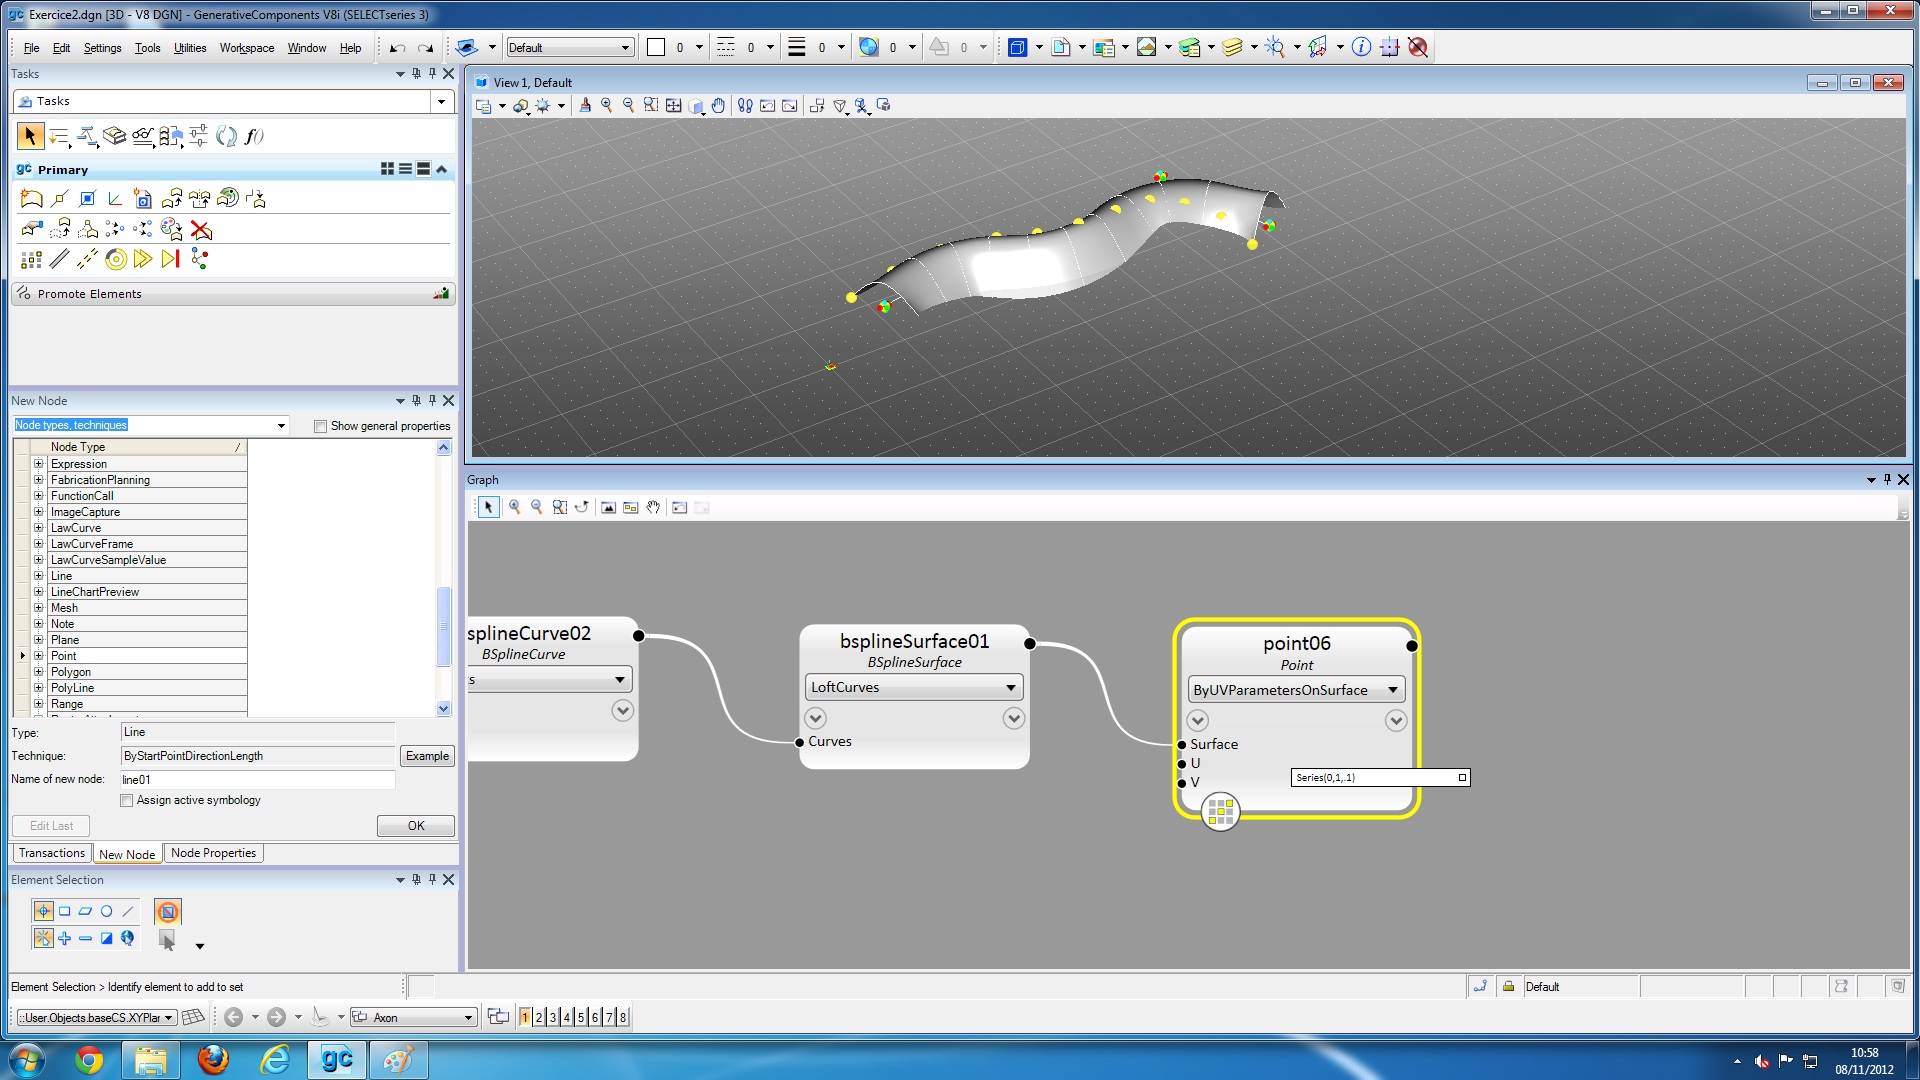 Exercice2.dgn [3D - V8 DGN] - GenerativeComponents V8i (SELECTseries 3)
File Edit Settings Tools Utilities Workspace Window Help
Default
0
0
0
0
0
Tasks
Tasks
f()
gc Primary
Promote Elements
View 1, Default
New Node
Node types, techniques
Show general properties
Node Type
Expression
FabricationPlanning
FunctionCall
ImageCapture
LawCurve
LawCurveFrame
LawCurveSampleValue
Line
LineChartPreview
Mesh
Note
Plane
Point
Polygon
PolyLine
Range
Type: Line
Technique: ByStartPointDirectionLength Example
Name of new node: line01
Assign active symbology
Edit Last OK
Transactions New Node Node Properties
Graph
splineCurve02
BSplineCurve
s
bsplineSurface01
BSplineSurface
LoftCurves
Curves
point06
Point
ByUVParametersOnSurface
Surface
U
V
Series(0,1,.1)
Element Selection
Element Selection > Identify element to add to set
Default
::User.Objects.baseCS.XYPlan
Axon
1 2 3 4 5 6 7 8
gc
10:58
08/11/2012